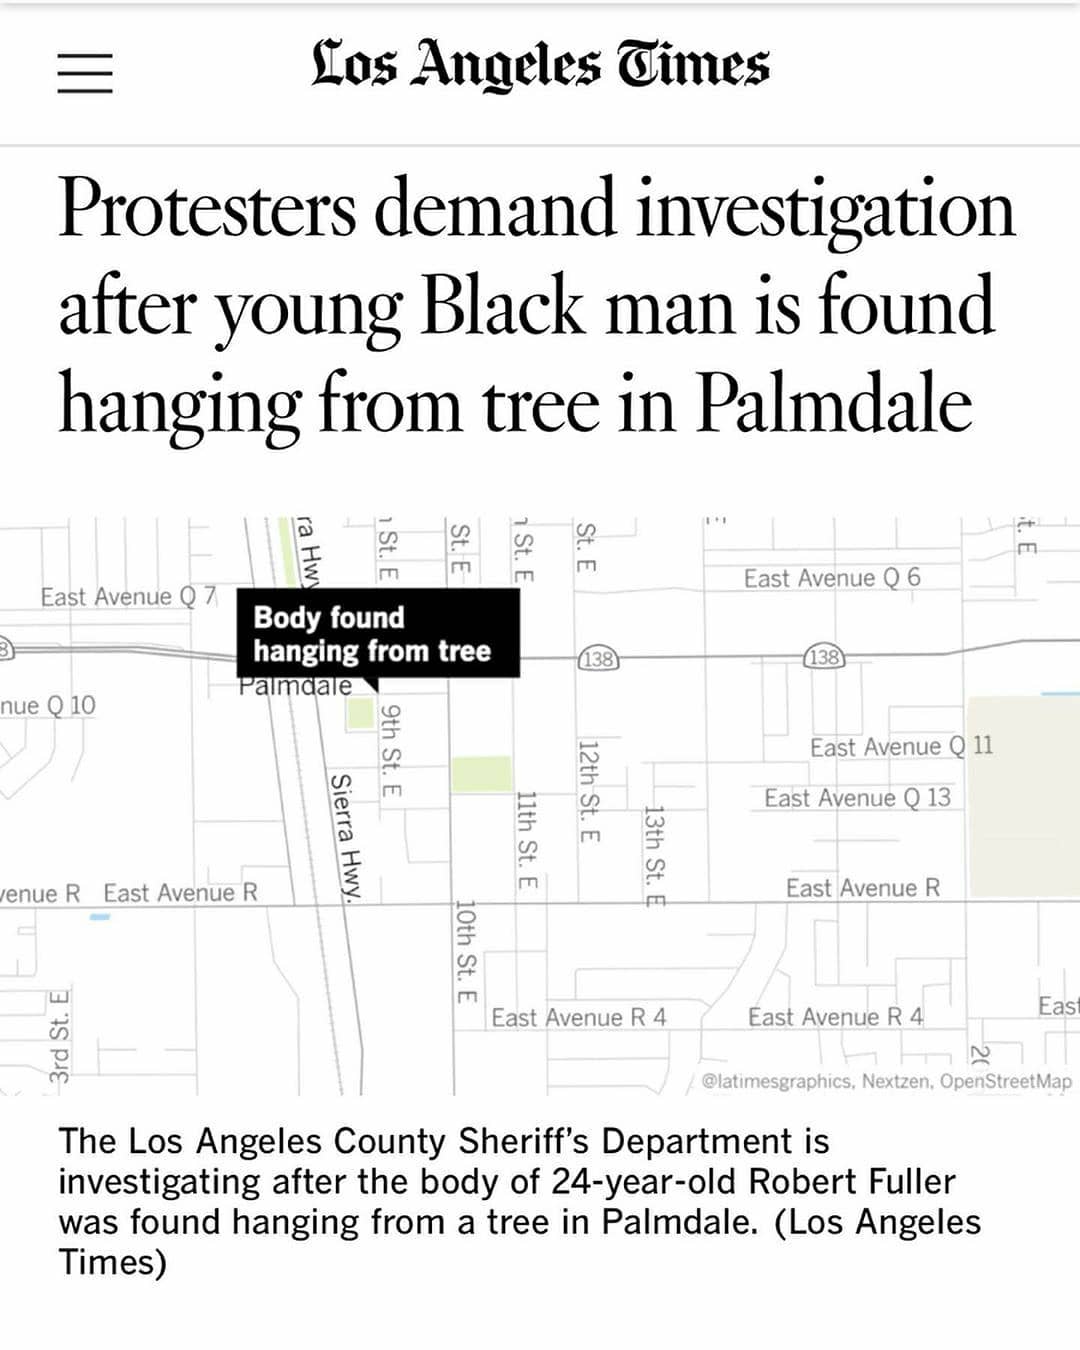 Los Angeles Times
Protesters demand investigation
after young Black man is found
hanging from tree in Palmdale
ra Hwy
St. E
St. E
St. E
St. E
t. E
East Avenue Q 7
East Avenue Q 6
Body found
hanging from tree
138
138
Palmdale
nue Q 10
9th St. E
East Avenue Q 11
12th St. E
Sierra Hwy.
11th St. E
East Avenue Q 13
13th St. E
venue R
East Avenue R
East Avenue R
10th St. E
3rd St. E
East Avenue R 4
East Avenue R 4
East
@latimesgraphics, Nextzen, OpenStreetMap
The Los Angeles County Sheriff's Department is
investigating after the body of 24-year-old Robert Fuller
was found hanging from a tree in Palmdale. (Los Angeles
Times)